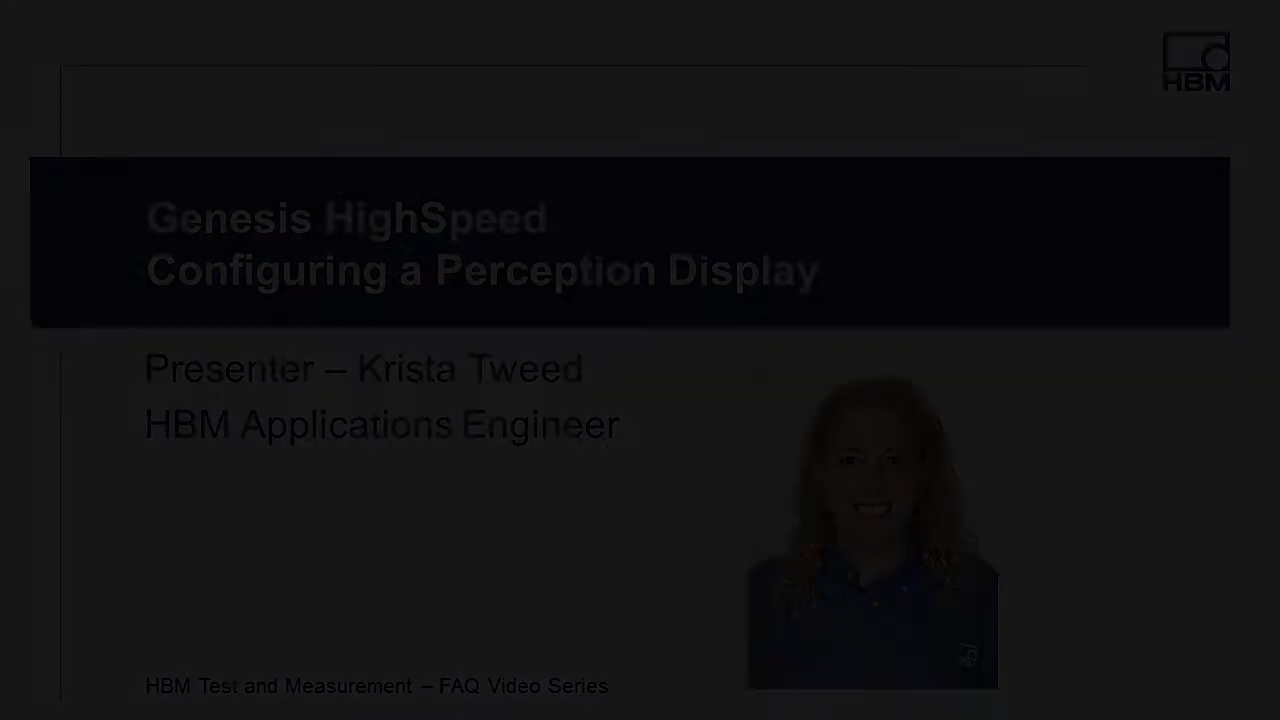 HBM
Genesis HighSpeed
Configuring a Perception Display
Presenter – Krista Tweed
HBM Applications Engineer
HBM Test and Measurement – FAQ Video Series